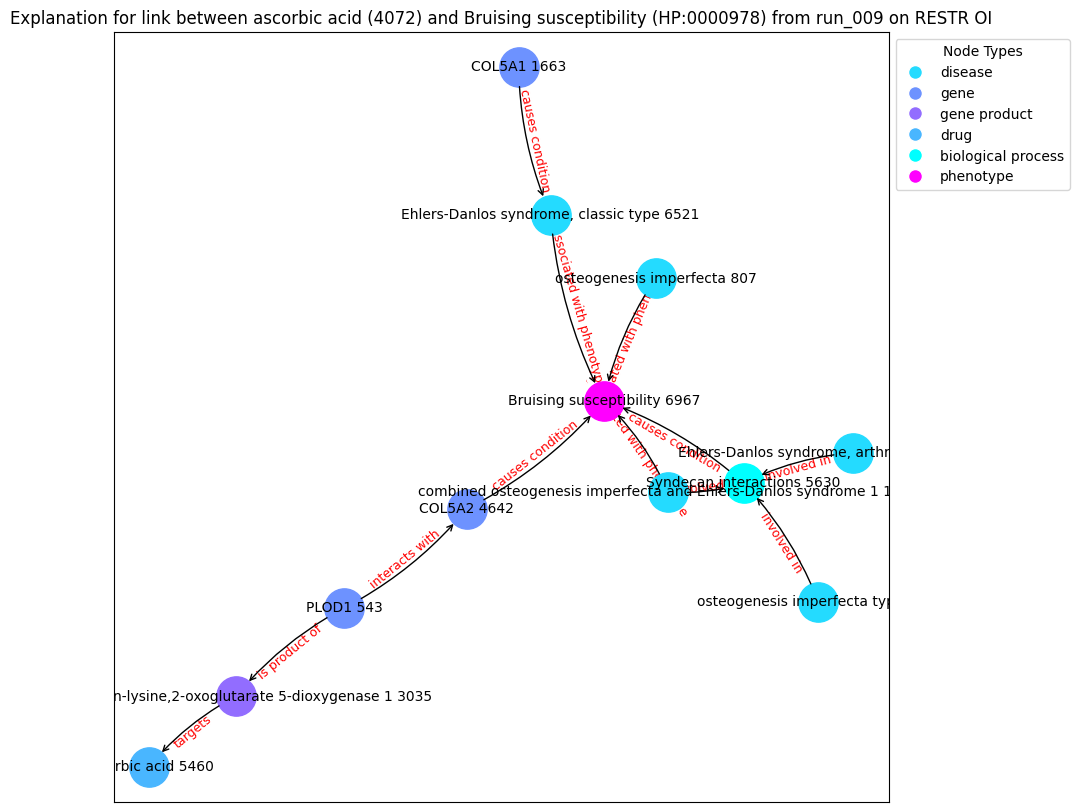 Explanation for link between ascorbic acid (4072) and Bruising susceptibility (HP:0000978) from run_009 on RESTR OI
Node Types
disease
gene
gene product
drug
biological process
phenotype
COL5A1 1663
causes condition
Ehlers-Danlos syndrome, classic type 6521
ssociated with phenotyp
osteogenesis imperfecta 807
ated with phen
Bruising susceptibility 6967
causes condition
causes condition
ted with ph
e
Ehlers-Danlos syndrome, arthr
involved in
Syndecan interactions 5630
combined osteogenesis imperfecta and Ehlers-Danlos syndrome 1 1
COL5A2 4642
interacts with
involved in
osteogenesis imperfecta typ
PLOD1 543
is product of
n-lysine,2-oxoglutarate 5-dioxygenase 1 3035
targets
rbic acid 5460